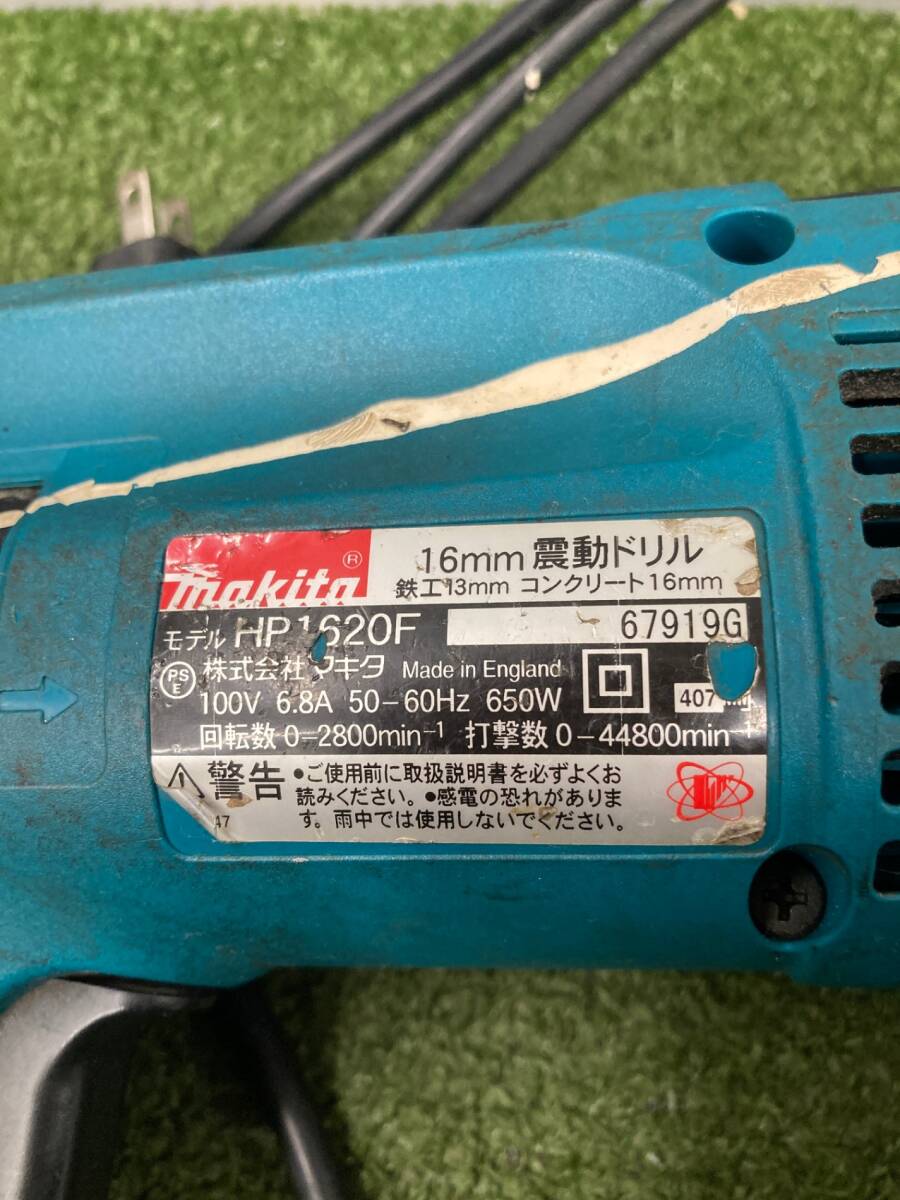 makita ®
16mm 震動ドリル
鉄工13mm コンクリート16mm
モデル HP1620F 67919G
PSE 株式会社マキタ Made in England
100V 6.8A 50-60Hz 650W 407
回転数 0-2800min-1 打撃数 0-44800min-1
警告 ●ご使用前に取扱説明書を必ずよくお
読みください。●感電の恐れがありま
す。雨中では使用しないでください。